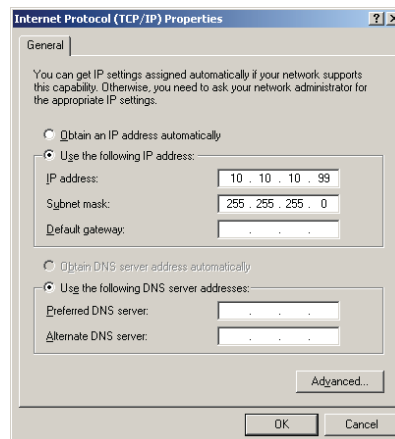 Internet Protocol (TCP/IP) Properties ? X
General
You can get IP settings assigned automatically if your network supports
this capability. Otherwise, you need to ask your network administrator for
the appropriate IP settings.
Obtain an IP address automatically
Use the following IP address:
IP address: 10 . 10 . 10 . 99
Subnet mask: 255 . 255 . 255 . 0
Default gateway: . . .
Obtain DNS server address automatically
Use the following DNS server addresses:
Preferred DNS server: . . .
Alternate DNS server: . . .
Advanced...
OK Cancel